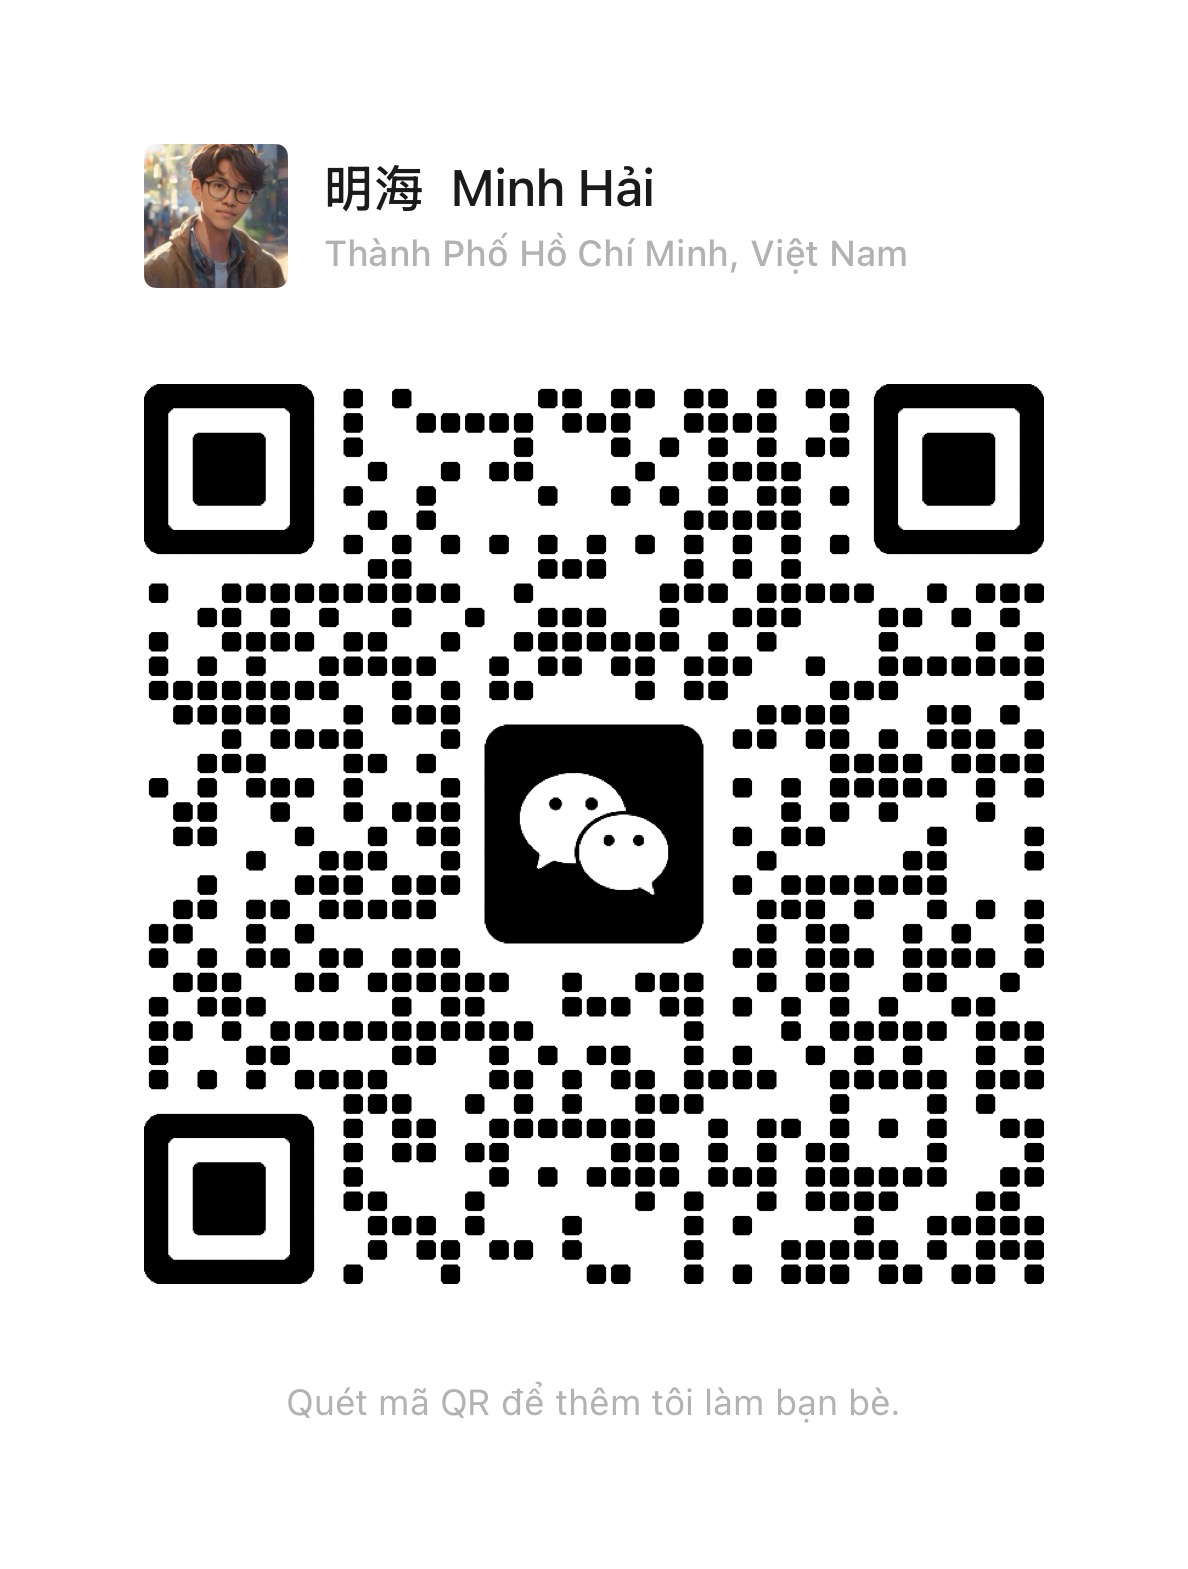 明海 Minh Hải
Thành Phố Hồ Chí Minh, Việt Nam
Quét mã QR để thêm tôi làm bạn bè.